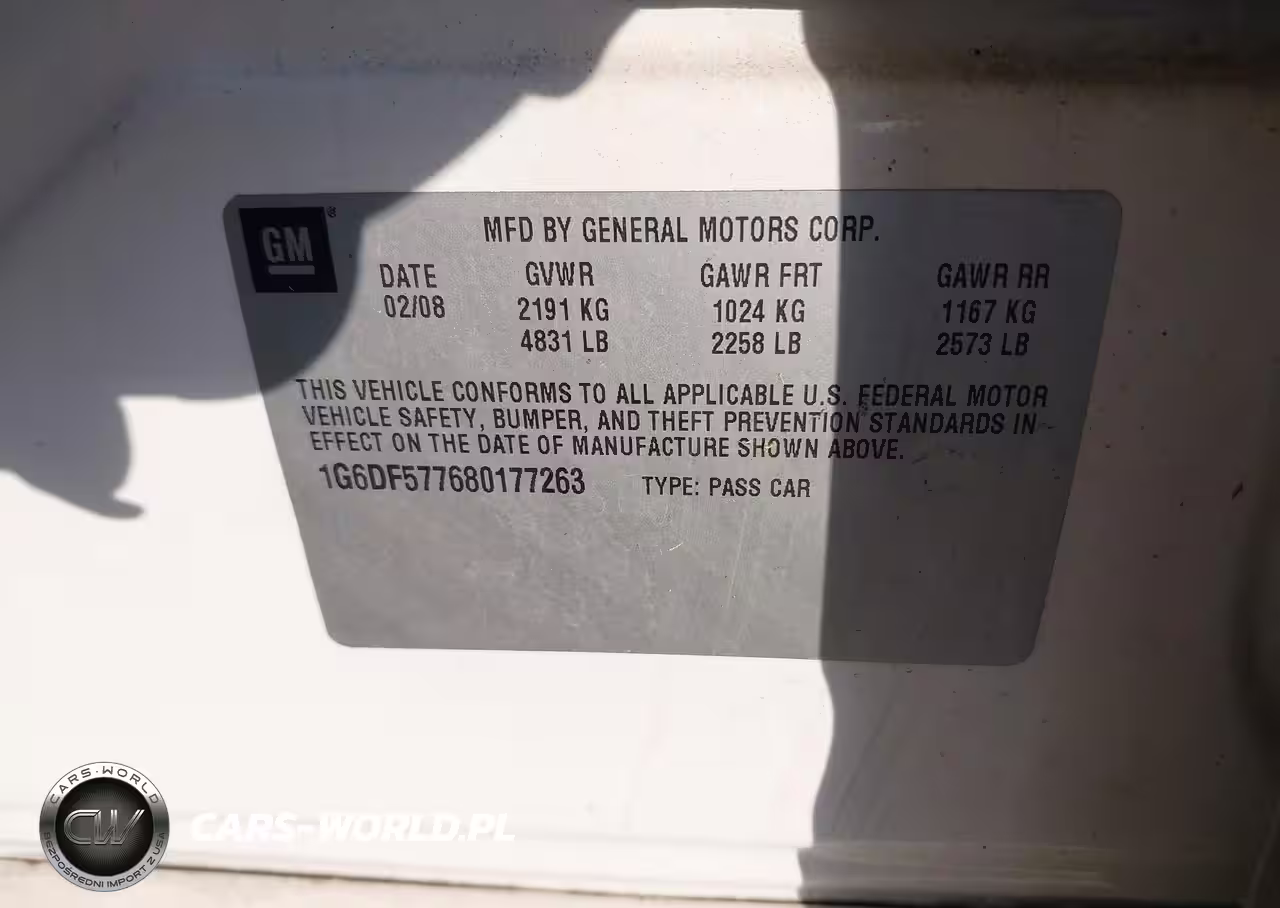 GM ®
MFD BY GENERAL MOTORS CORP.
DATE GVWR GAWR FRT GAWR RR
02/08 2191 KG 1024 KG 1167 KG
4831 LB 2258 LB 2573 LB
THIS VEHICLE CONFORMS TO ALL APPLICABLE U.S. FEDERAL MOTOR
VEHICLE SAFETY, BUMPER, AND THEFT PREVENTION STANDARDS IN
EFFECT ON THE DATE OF MANUFACTURE SHOWN ABOVE.
1G6DF577680177263 TYPE: PASS CAR
CARS-WORLD
CW
BEZPOŚREDNI IMPORT Z USA
CARS-WORLD.PL